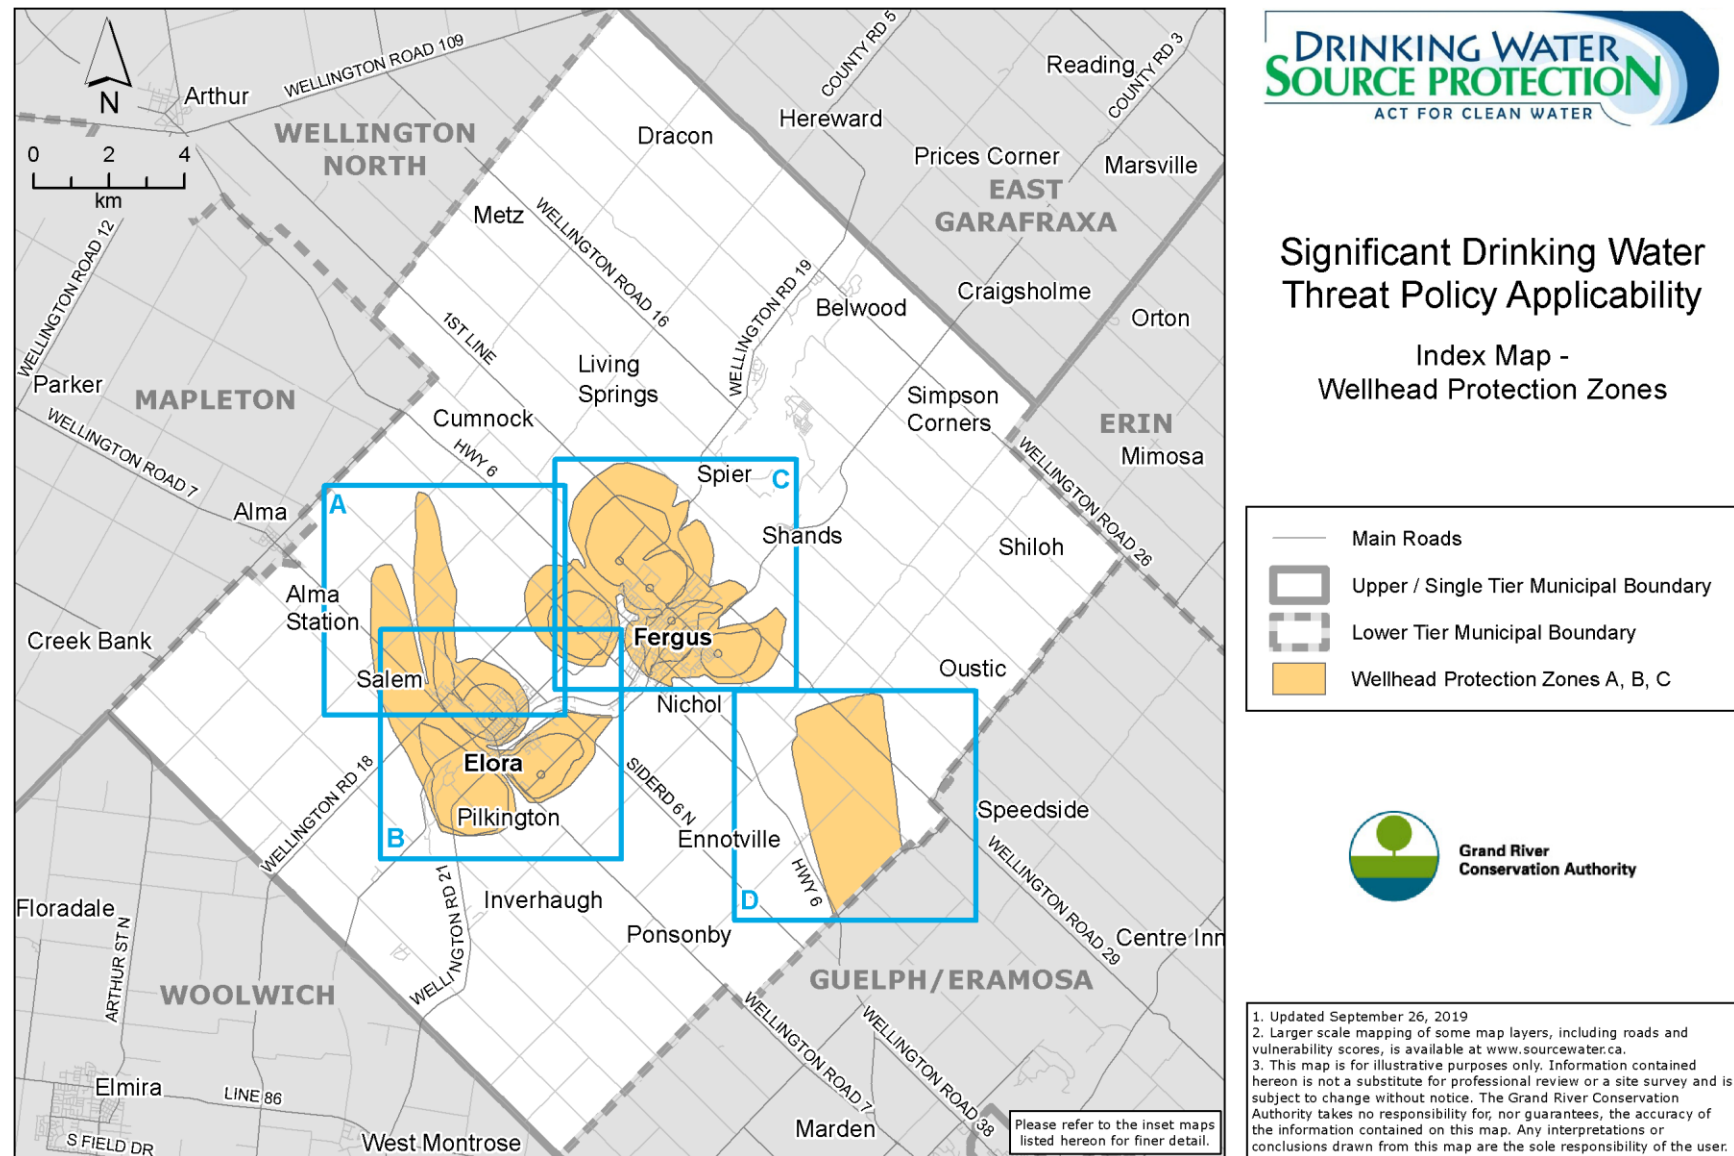 N
0 2 4
km
Arthur
WELLINGTON ROAD 109
WELLINGTON
NORTH
COUNTY RD 5
Reading
COUNTY RD 3
Hereward
Dracon
Prices Corner
Marsville
EAST
GARAFRAXA
Metz
WELLINGTON ROAD 16
WELLINGTON ROAD 12
WELLINGTON RD 19
Craigsholme
Belwood
Orton
1ST LINE
Living
Springs
Parker
MAPLETON
Simpson
Corners
Cumnock
ERIN
Mimosa
HWY 6
WELLINGTON ROAD 7
WELLINGTON ROAD 26
Spier
C
A
Alma
Shands
Shiloh
Alma
Station
Creek Bank
Fergus
Oustic
Salem
Nichol
Elora
WELLINGTON RD 18
SIDERD 6 N
Pilkington
Speedside
B
Ennotville
HWY 6
WELLINGTON ROAD 29
D
Inverhaugh
Floradale
WELLINGTON RD 21
Ponsonby
Centre Inn
ARTHUR ST N
WOOLWICH
GUELPH/ERAMOSA
WELLINGTON ROAD 7
WELLINGTON ROAD 38
Elmira
LINE 86
S FIELD DR
West Montrose
Marden
Please refer to the inset maps
listed hereon for finer detail.
DRINKING WATER
SOURCE PROTECTION
ACT FOR CLEAN WATER
Significant Drinking Water
Threat Policy Applicability
Index Map -
Wellhead Protection Zones
Main Roads
Upper / Single Tier Municipal Boundary
Lower Tier Municipal Boundary
Wellhead Protection Zones A, B, C
Grand River
Conservation Authority
1. Updated September 26, 2019
2. Larger scale mapping of some map layers, including roads and
vulnerability scores, is available at www.sourcewater.ca.
3. This map is for illustrative purposes only. Information contained
hereon is not a substitute for professional review or a site survey and is
subject to change without notice. The Grand River Conservation
Authority takes no responsibility for, nor guarantees, the accuracy of
the information contained on this map. Any interpretations or
conclusions drawn from this map are the sole responsibility of the user.